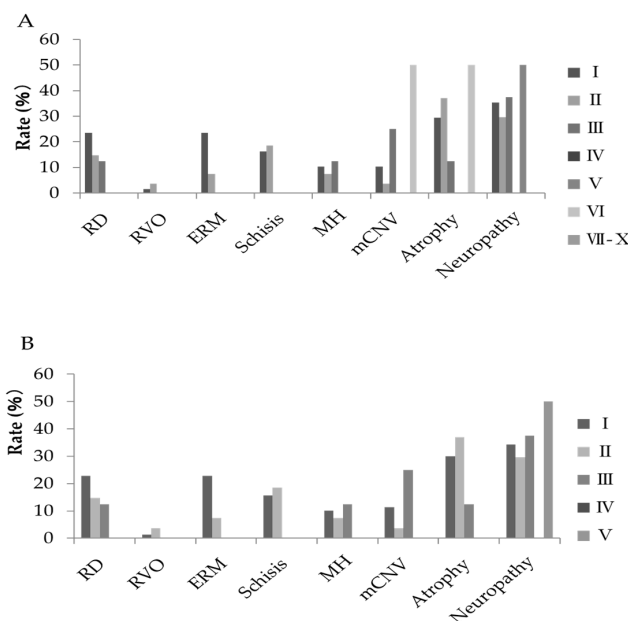 A
60
50
40
30
20
10
0
Rate (%)
RD
RVO
ERM
Schisis
MH
mCNV
Atrophy
Neuropathy
I
II
III
IV
V
VI
VII-X
B
60
50
40
30
20
10
0
Rate (%)
RD
RVO
ERM
Schisis
MH
mCNV
Atrophy
Neuropathy
I
II
III
IV
V